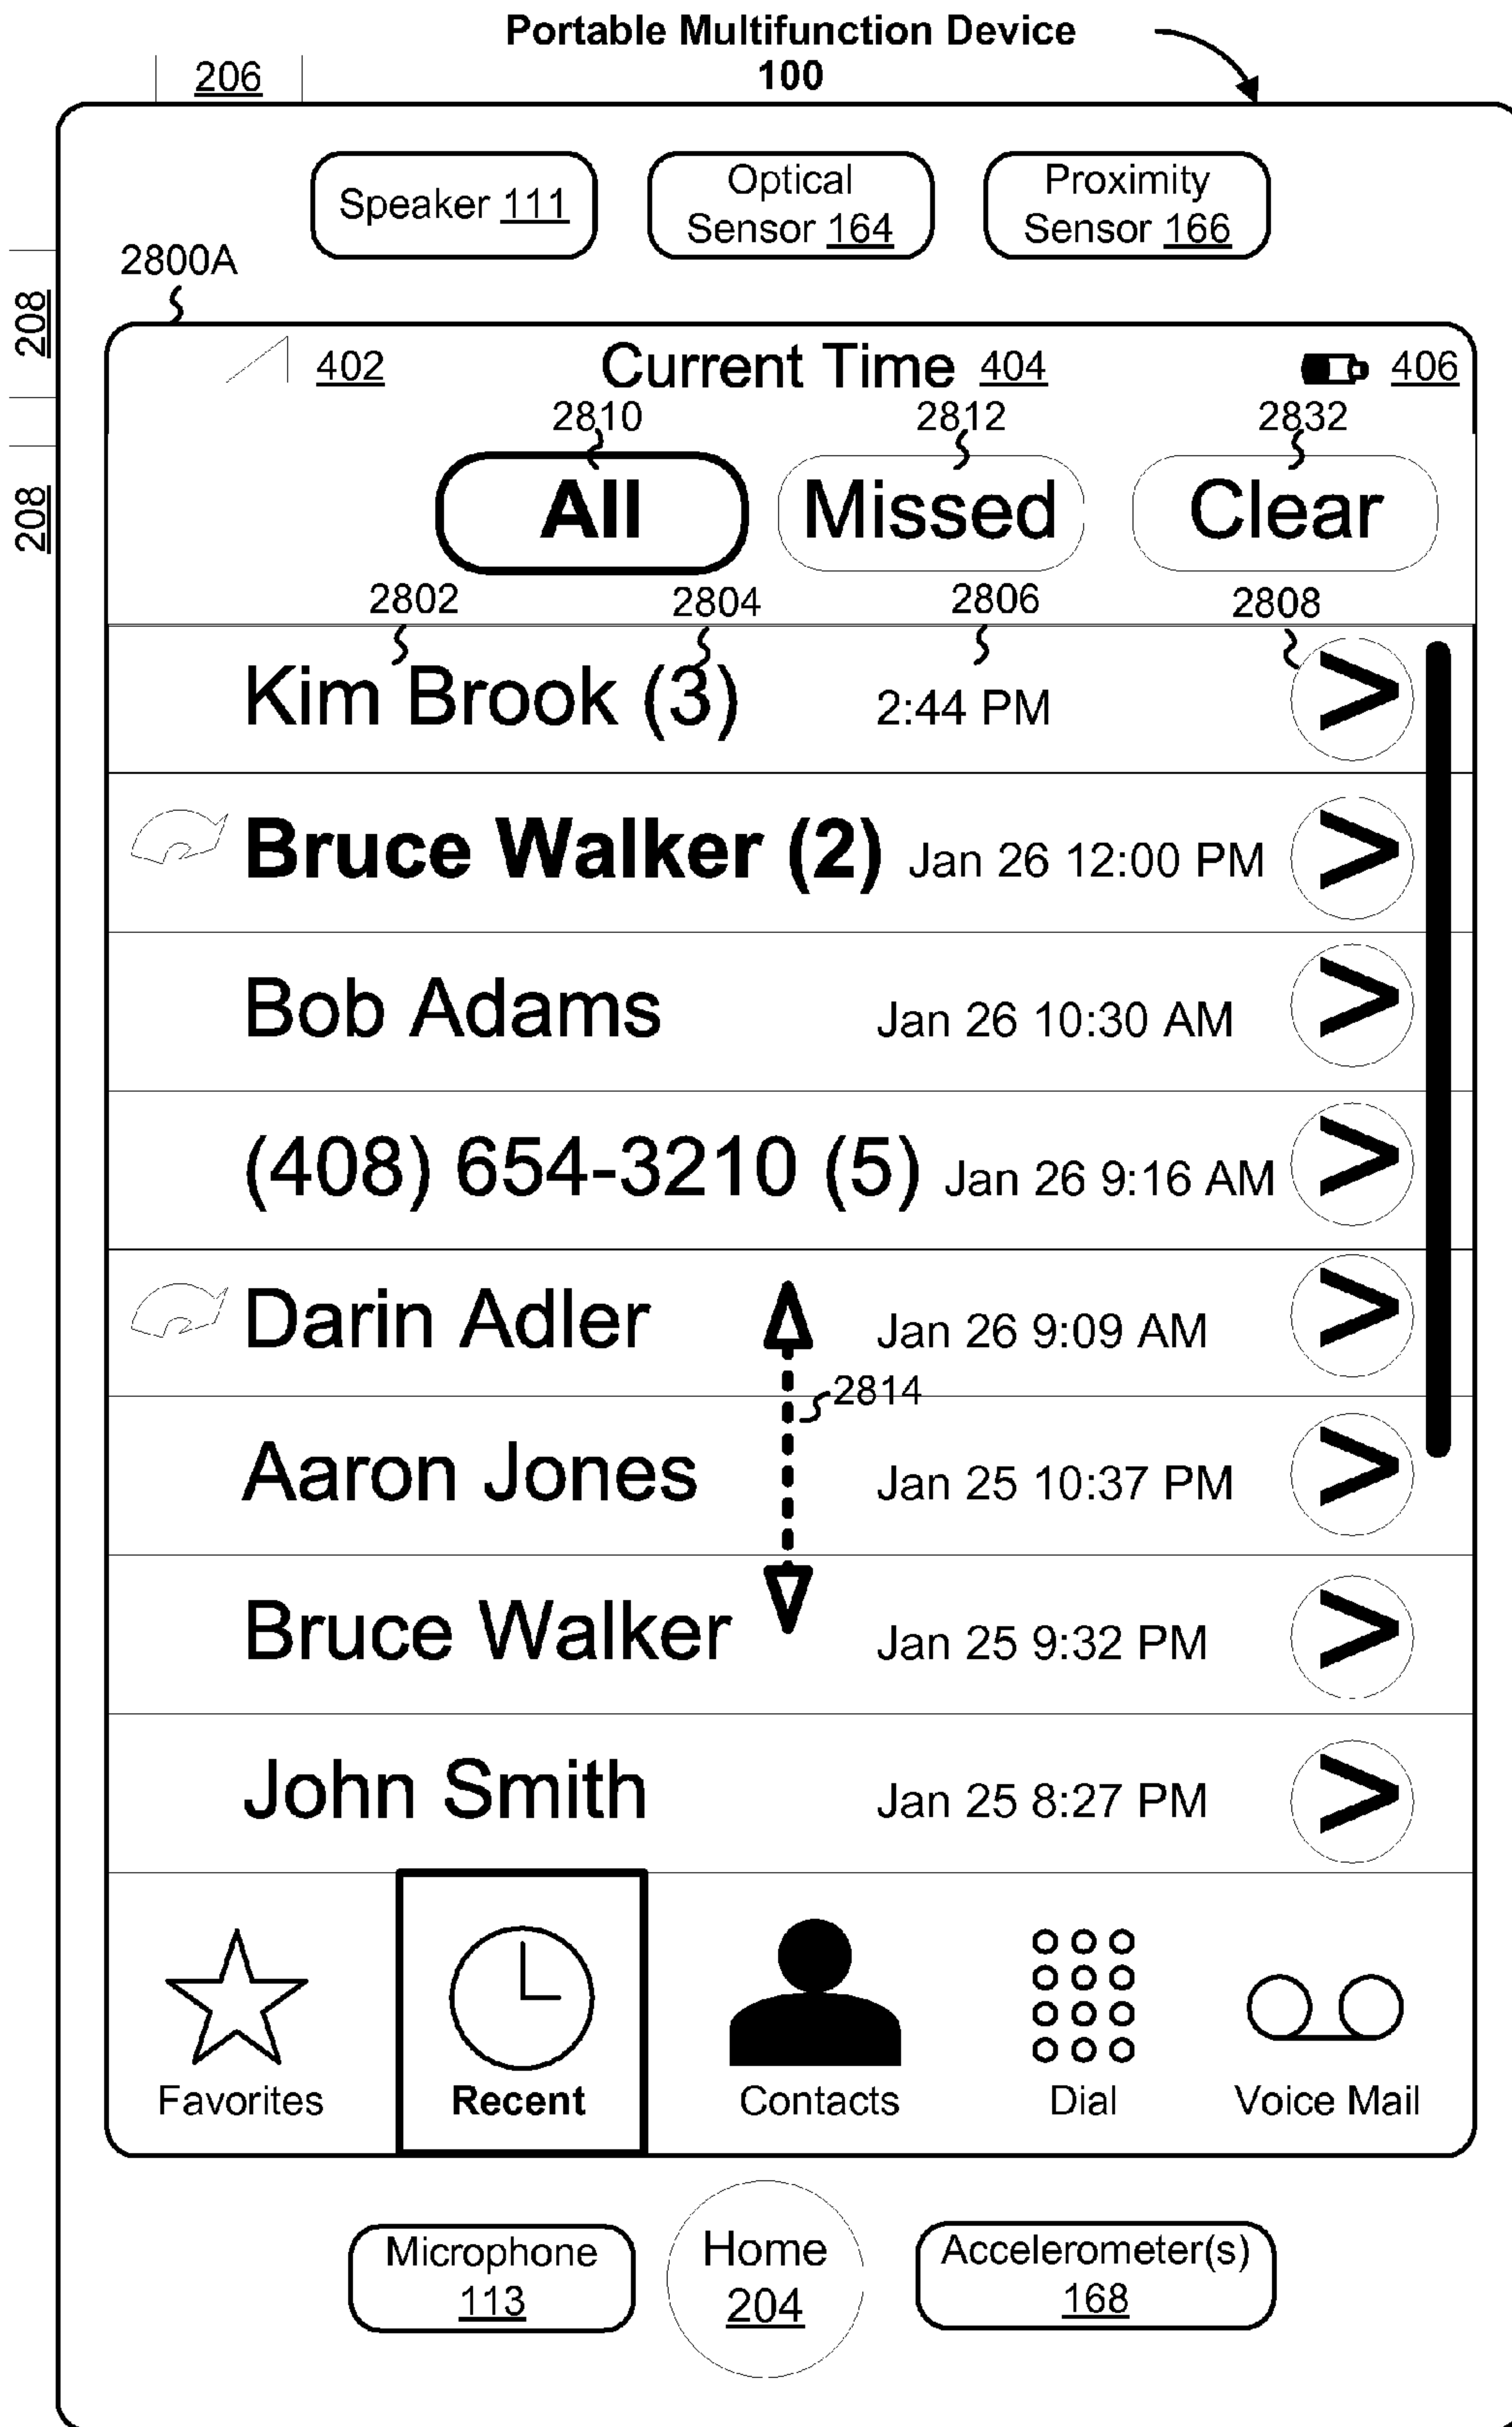 Portable Multifunction Device
100
206
Speaker 111
Optical
Sensor 164
Proximity
Sensor 166
2800A
208
208
402
Current Time 404
406
2810
2812
2832
All
Missed
Clear
2802
2804
2806
2808
Kim Brook (3) 2:44 PM >
Bruce Walker (2) Jan 26 12:00 PM >
Bob Adams Jan 26 10:30 AM >
(408) 654-3210 (5) Jan 26 9:16 AM >
Darin Adler Jan 26 9:09 AM >
2814
Aaron Jones Jan 25 10:37 PM >
Bruce Walker Jan 25 9:32 PM >
John Smith Jan 25 8:27 PM >
Favorites
Recent
Contacts
Dial
Voice Mail
Microphone
113
Home
204
Accelerometer(s)
168